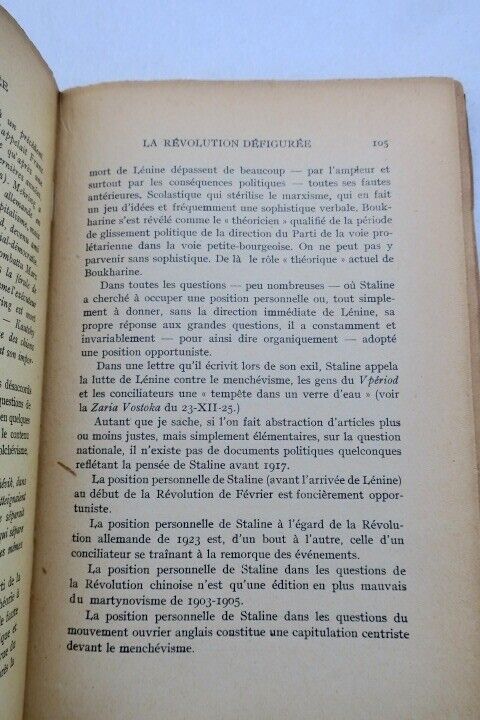 à un président
appelait Franz
qu'après une
dernières années
LA RÉVOLUTION DÉFIGURÉE 105
mort de Lénine dépassent de beaucoup — par l'ampleur et
surtout par les conséquences politiques — toutes ses fautes
antérieures. Scolastique qui stérilise le marxisme, qui en fait
un jeu d'idées et fréquemment une sophistique verbale, Bouk-
harine s'est révélé comme le « théoricien » qualifié de la période
de glissement politique de la direction du Parti de la voie pro-
létarienne dans la voie petite-bourgeoise. On ne peut pas y
parvenir sans sophistique. De là le rôle « théorique » actuel de
Boukharine.
Dans toutes les questions — peu nombreuses — où Staline
a cherché à occuper une position personnelle ou, tout simple-
ment à donner, sans la direction immédiate de Lénine, sa
propre réponse aux grandes questions, il a constamment et
invariablement — pour ainsi dire organiquement — adopté
une position opportuniste.
Dans une lettre qu'il écrivit lors de son exil, Staline appela
la lutte de Lénine contre le menchévisme, les gens du Vpériod
et les conciliateurs une « tempête dans un verre d'eau » (voir
la Zaria Vostoka du 23-XII-25.)
Autant que je sache, si l'on fait abstraction d'articles plus
ou moins justes, mais simplement élémentaires, sur la question
nationale, il n'existe pas de documents politiques quelconques
reflétant la pensée de Staline avant 1917.
La position personnelle de Staline (avant l'arrivée de Lénine)
au début de la Révolution de Février est foncièrement oppor-
tuniste.
La position personnelle de Staline à l'égard de la Révolu-
tion allemande de 1923 est, d'un bout à l'autre, celle d'un
conciliateur se traînant à la remorque des événements.
La position personnelle de Staline dans les questions de
la Révolution chinoise n'est qu'une édition en plus mauvais
du martynovisme de 1903-1905.
La position personnelle de Staline dans les questions du
mouvement ouvrier anglais constitue une capitulation centriste
devant le menchévisme.